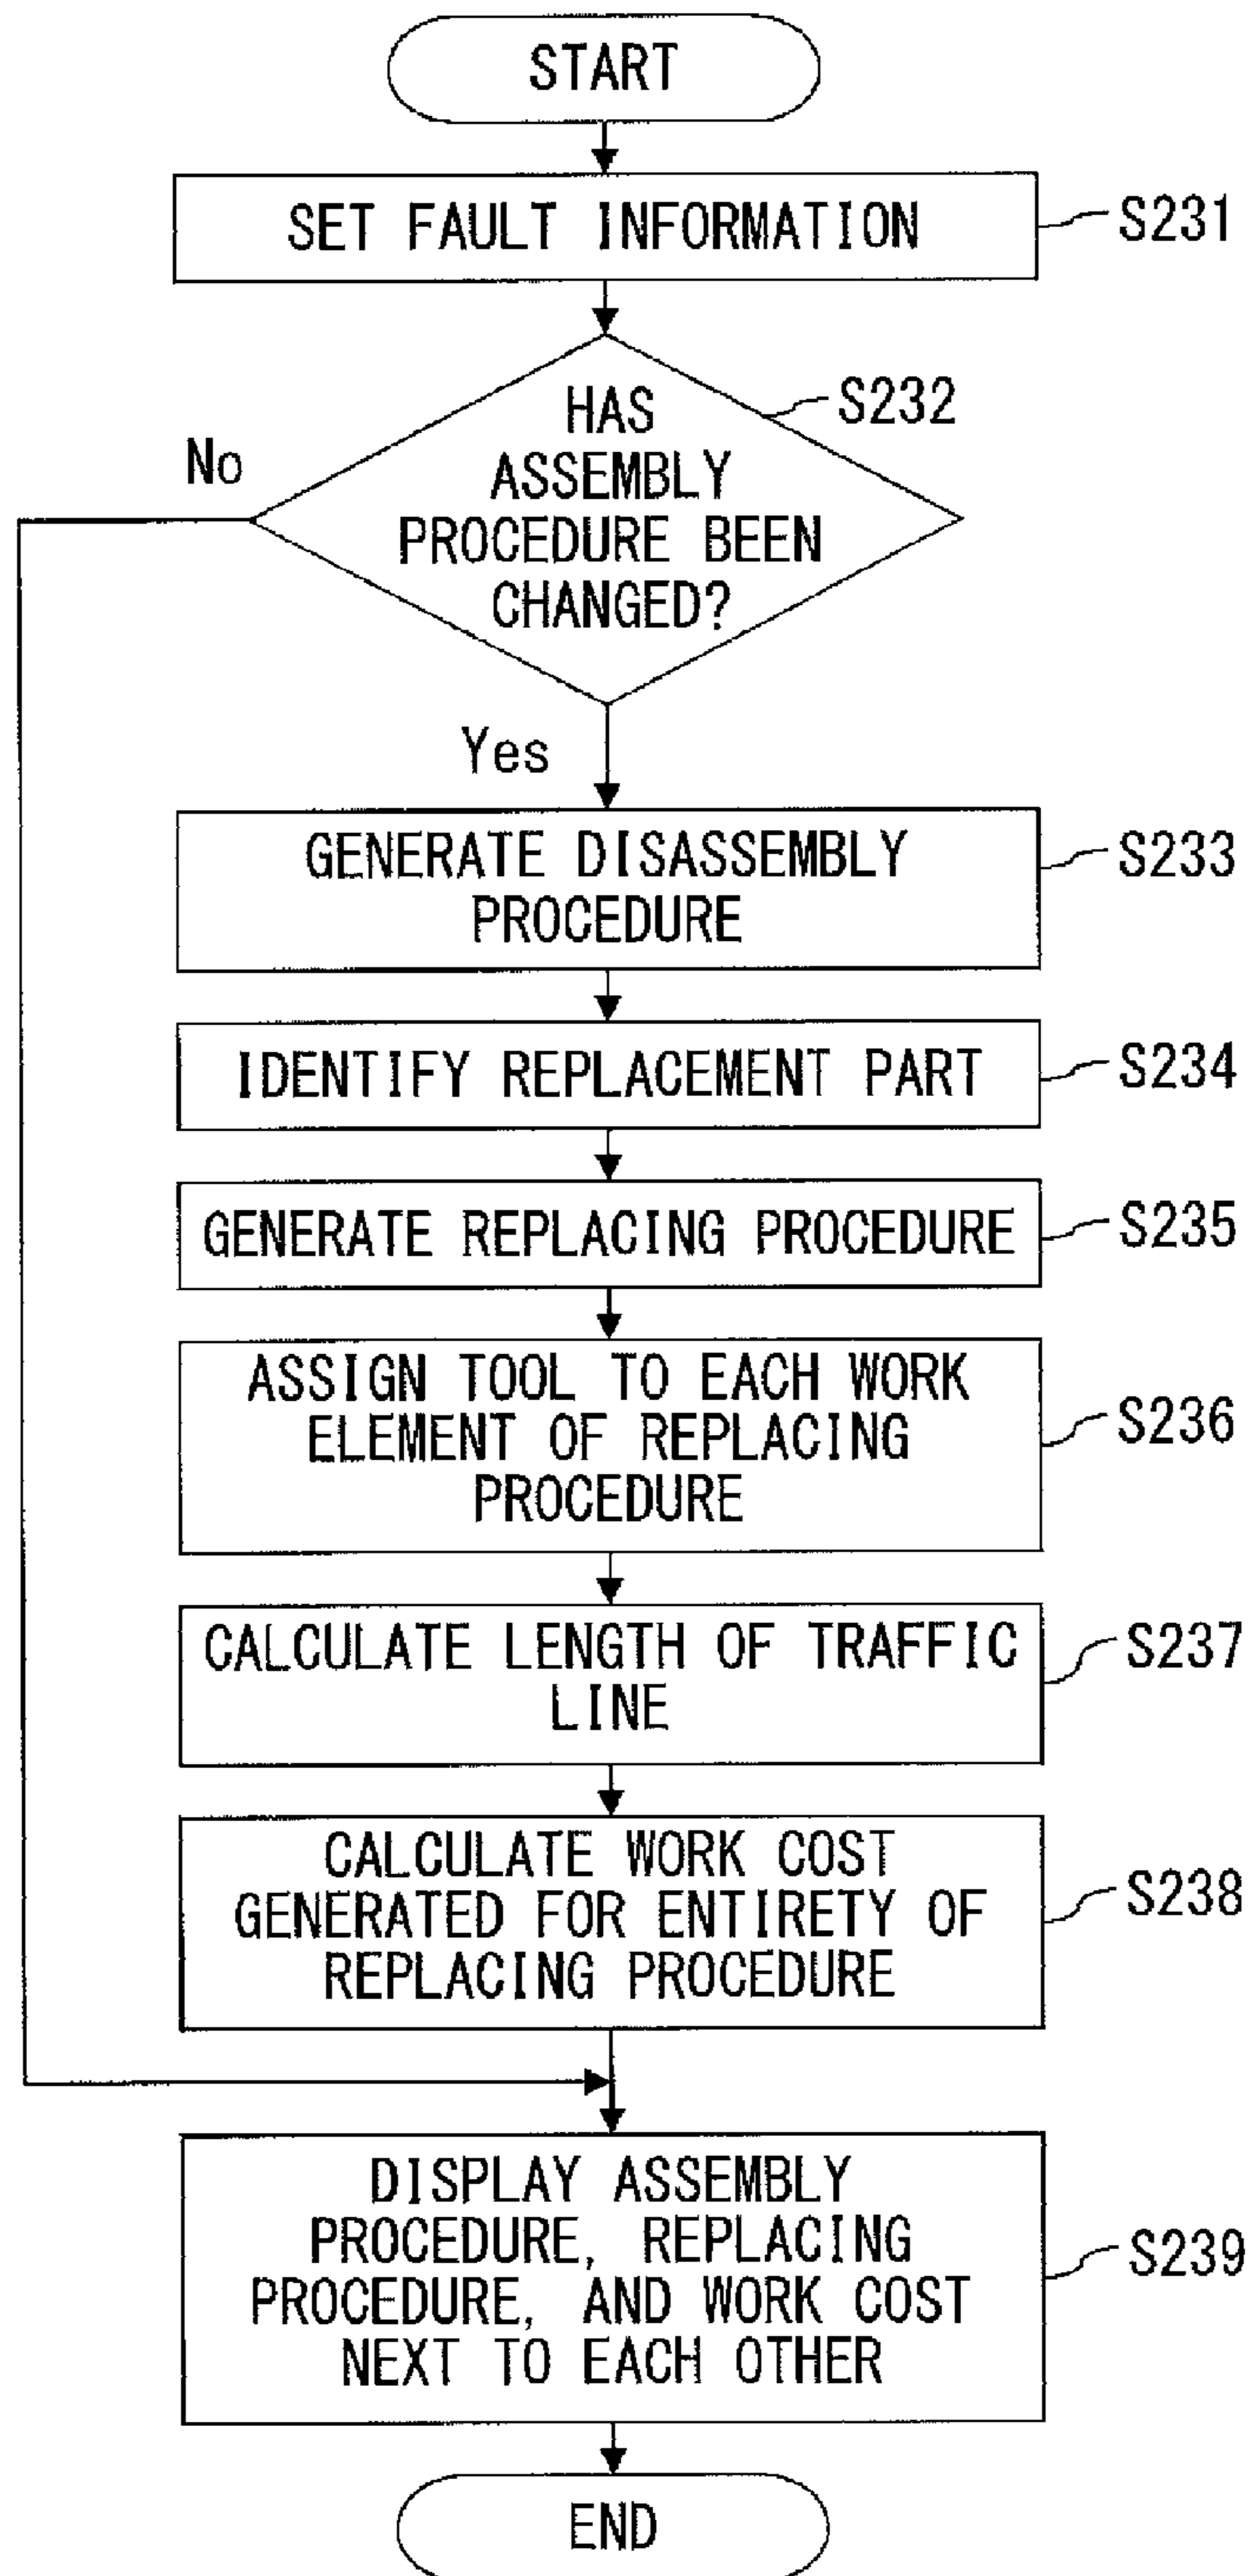 START
SET FAULT INFORMATION
S231
HAS
ASSEMBLY
PROCEDURE BEEN
CHANGED?
S232
No
Yes
GENERATE DISASSEMBLY
PROCEDURE
S233
IDENTIFY REPLACEMENT PART
S234
GENERATE REPLACING PROCEDURE
S235
ASSIGN TOOL TO EACH WORK
ELEMENT OF REPLACING
PROCEDURE
S236
CALCULATE LENGTH OF TRAFFIC
LINE
S237
CALCULATE WORK COST
GENERATED FOR ENTIRETY OF
REPLACING PROCEDURE
S238
DISPLAY ASSEMBLY
PROCEDURE, REPLACING
PROCEDURE, AND WORK COST
NEXT TO EACH OTHER
S239
END